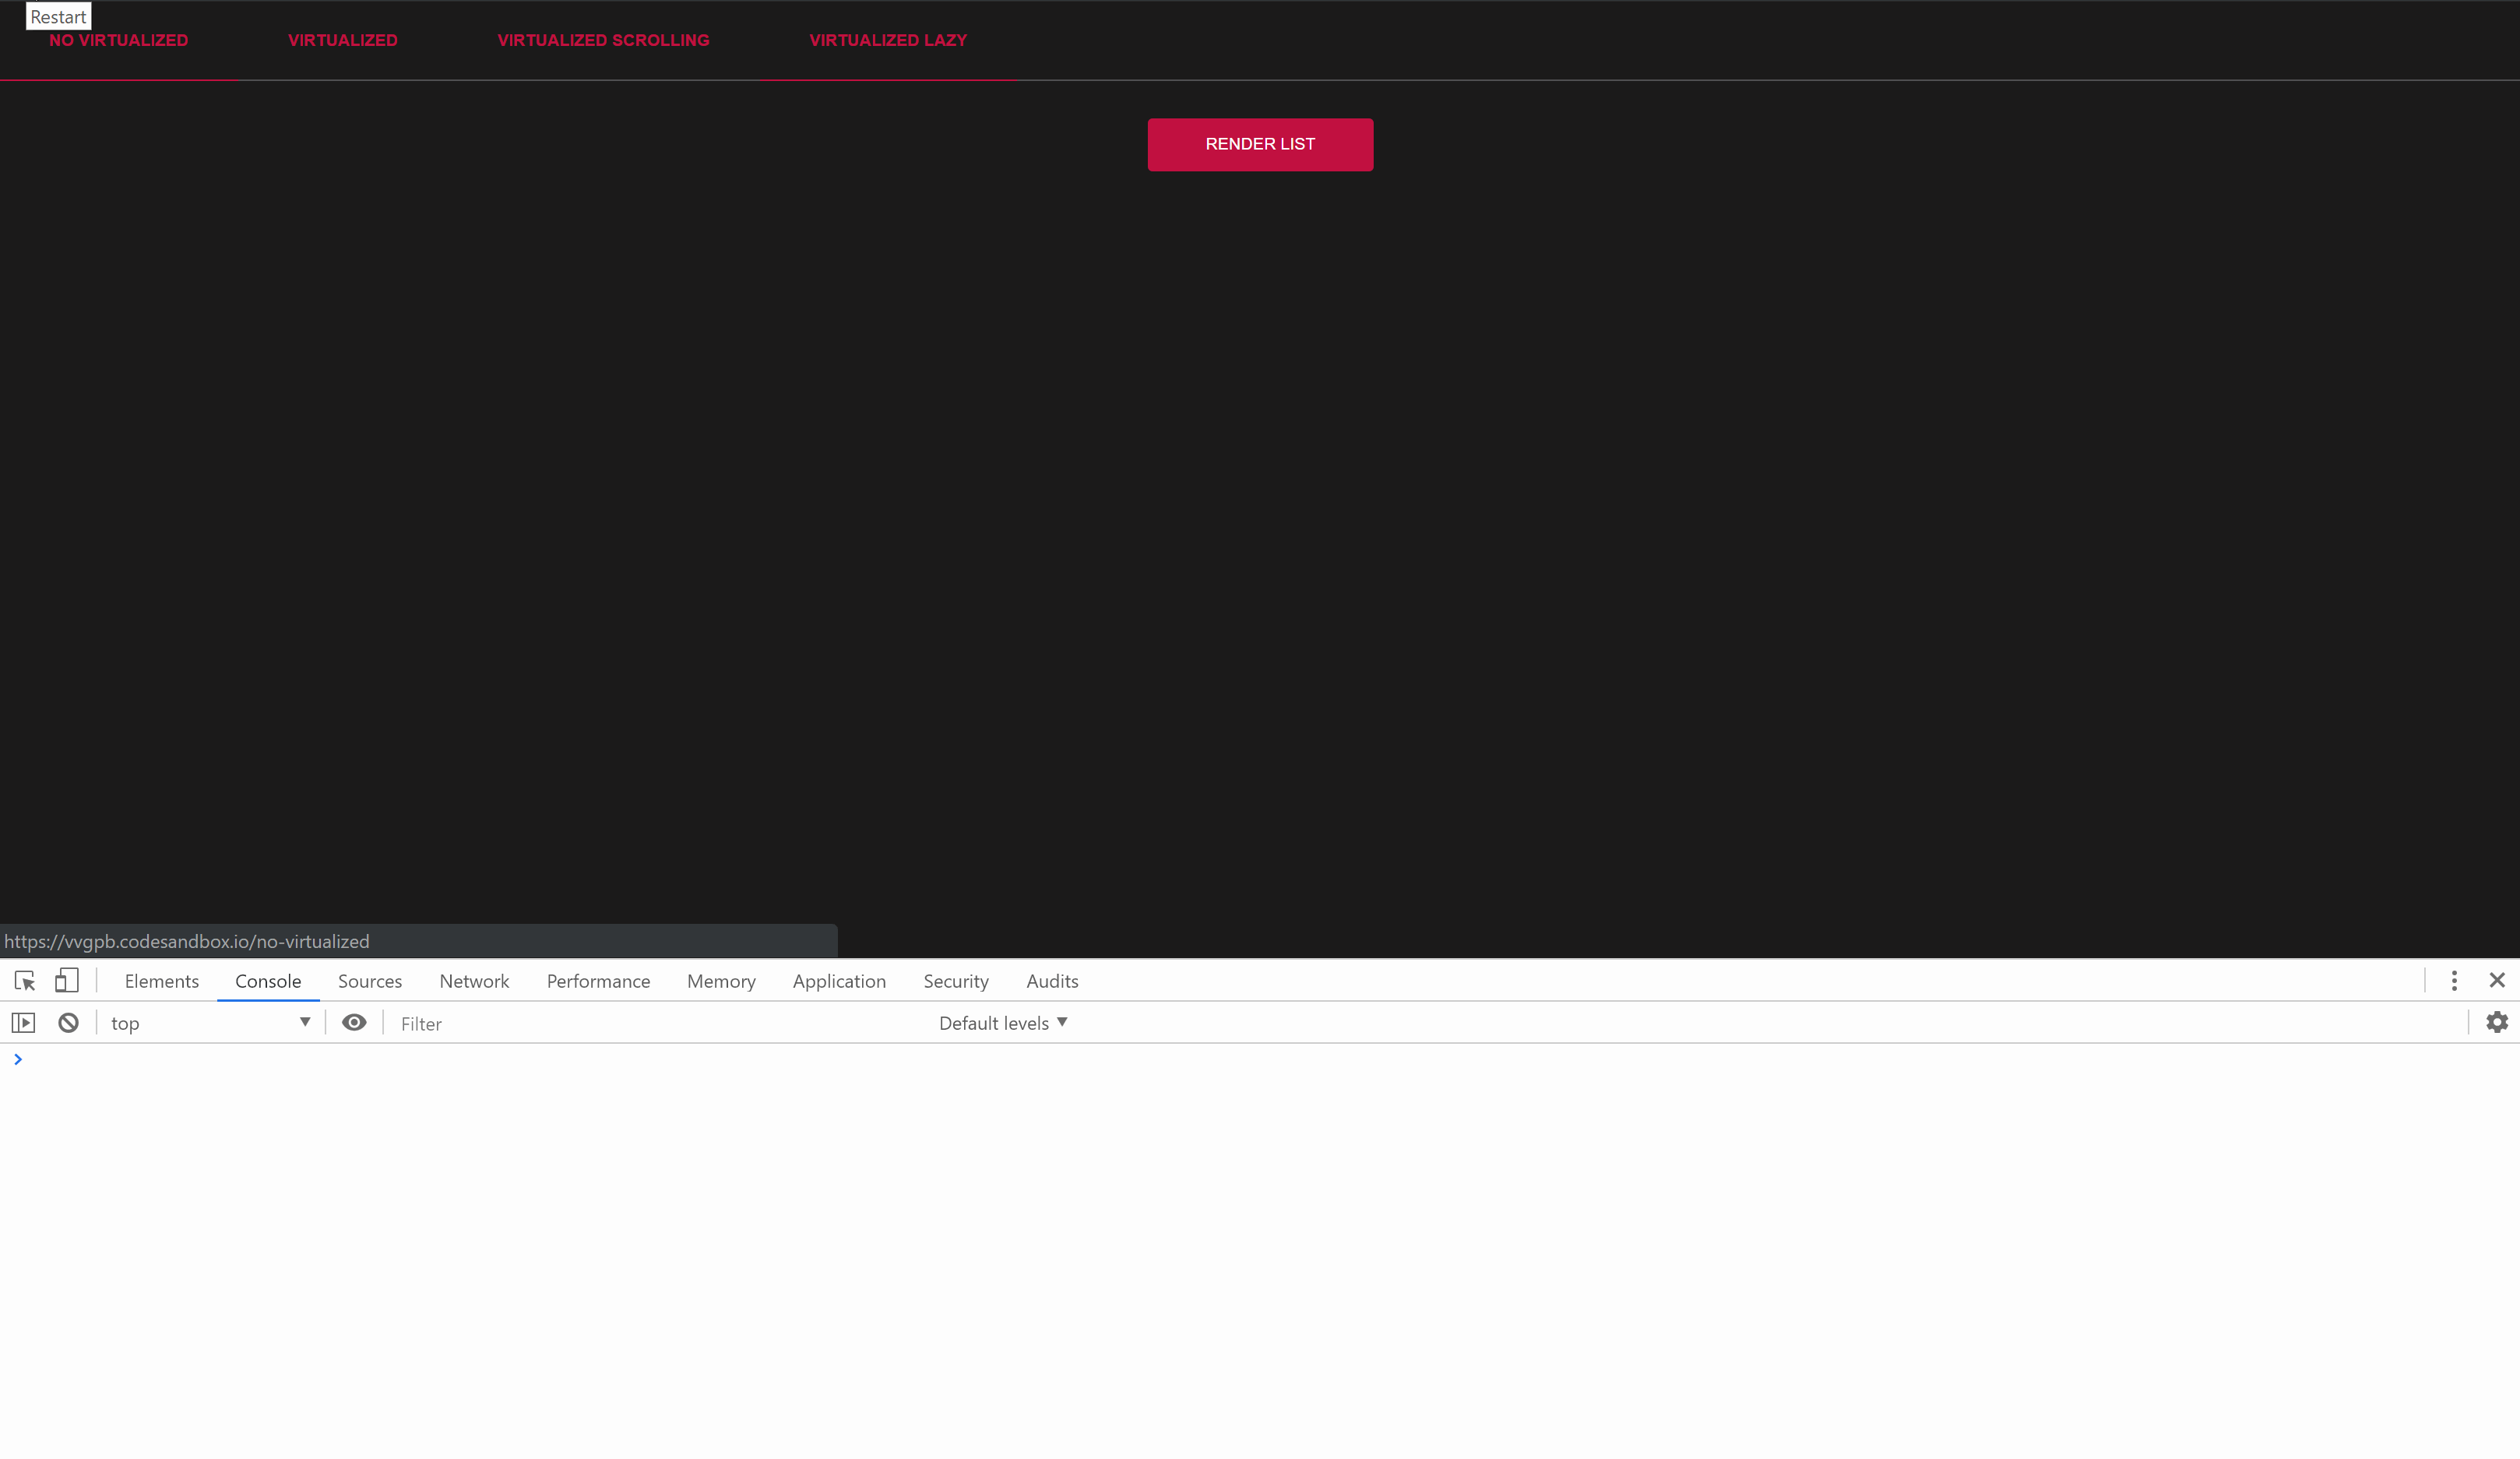 Restart
NO VIRTUALIZED VIRTUALIZED VIRTUALIZED SCROLLING VIRTUALIZED LAZY
RENDER LIST
https://vvgpb.codesandbox.io/no-virtualized
Elements Console Sources Network Performance Memory Application Security Audits
top Filter Default levels